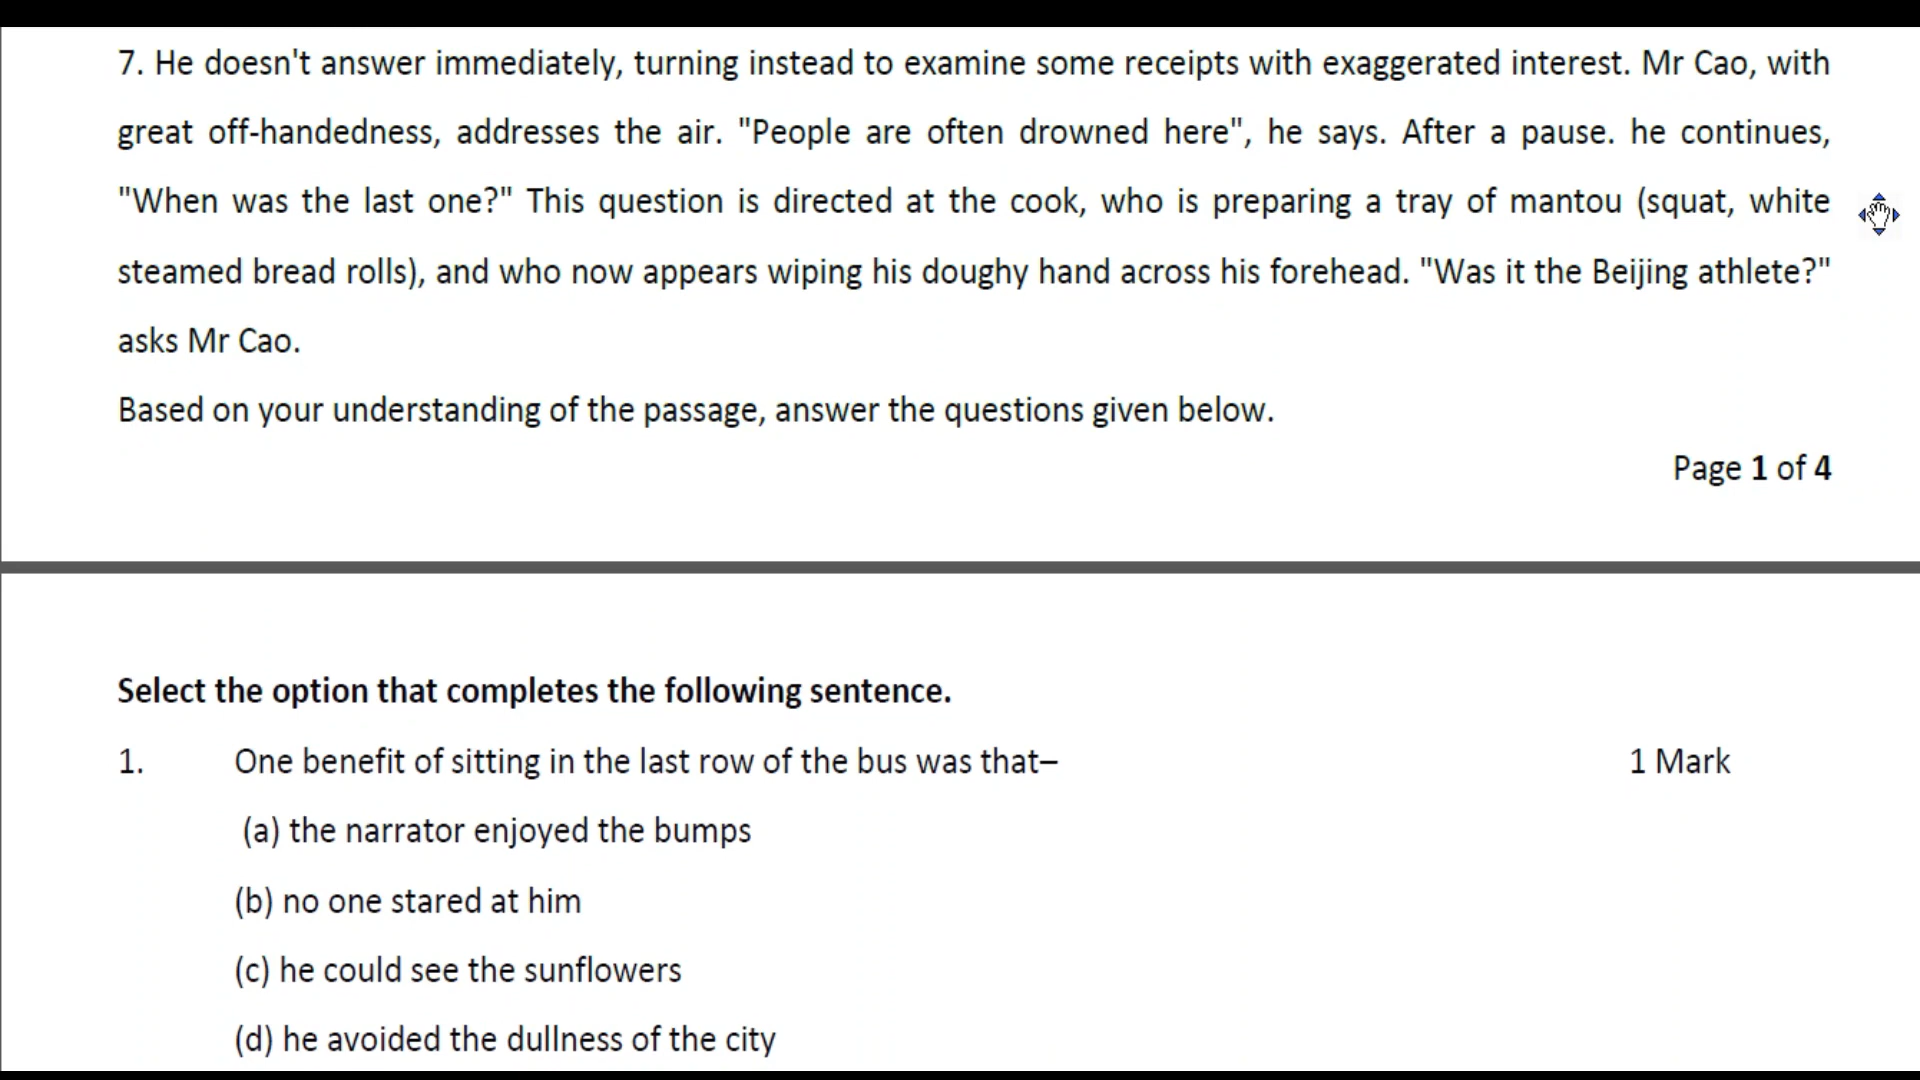 7. He doesn't answer immediately, turning instead to examine some receipts with exaggerated interest. Mr Cao, with
great off-handedness, addresses the air. "People are often drowned here", he says. After a pause. he continues,
"When was the last one?" This question is directed at the cook, who is preparing a tray of mantou (squat, white
steamed bread rolls), and who now appears wiping his doughy hand across his forehead. "Was it the Beijing athlete?"
asks Mr Cao.
Based on your understanding of the passage, answer the questions given below.
Page 1 of 4
Select the option that completes the following sentence.
1. One benefit of sitting in the last row of the bus was that– 1 Mark
(a) the narrator enjoyed the bumps
(b) no one stared at him
(c) he could see the sunflowers
(d) he avoided the dullness of the city